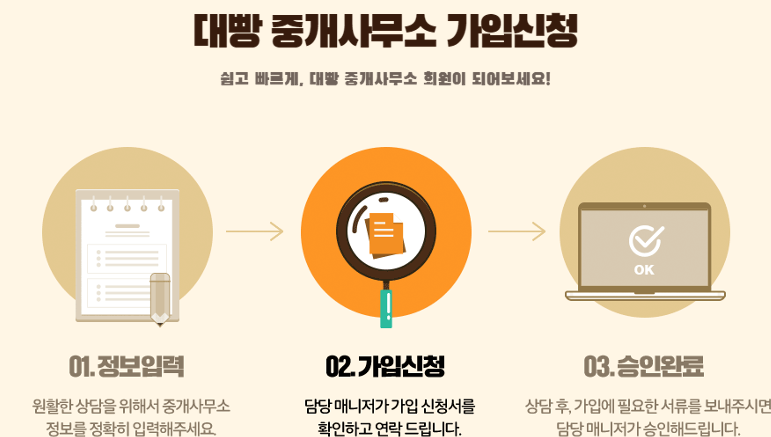 대빵 중개사무소 가입신청
쉽고 빠르게, 대빵 중개사무소 회원이 되어보세요!
OK
01. 정보입력
02. 가입신청
03. 승인완료
원활한 상담을 위해서 중개사무소
정보를 정확히 입력해주세요.
담당 매니저가 가입 신청서를
확인하고 연락 드립니다.
상담 후, 가입에 필요한 서류를 보내주시면
담당 매니저가 승인해드립니다.